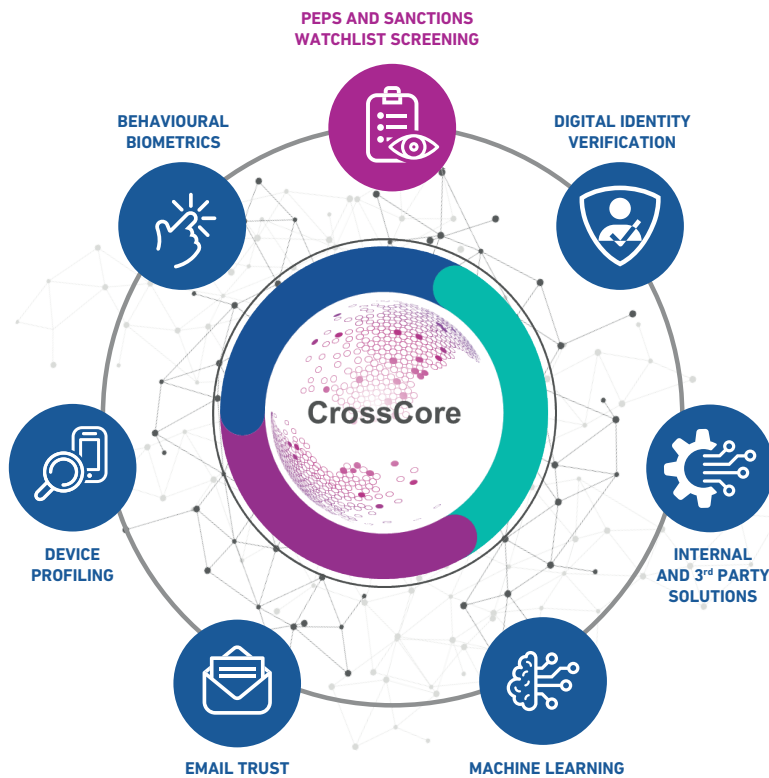 PEPS AND SANCTIONS
WATCHLIST SCREENING
BEHAVIOURAL
BIOMETRICS
DIGITAL IDENTITY
VERIFICATION
CrossCore
DEVICE
PROFILING
INTERNAL
AND 3rd PARTY
SOLUTIONS
EMAIL TRUST
MACHINE LEARNING